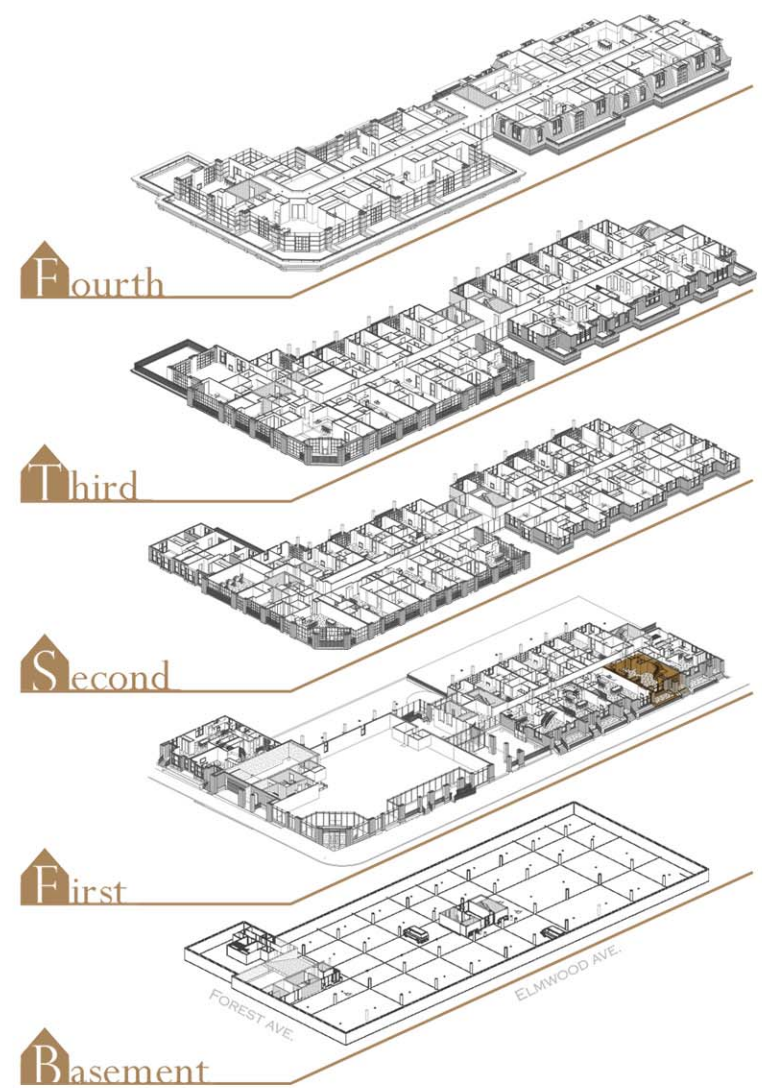 Fourth
Third
Second
First
FOREST AVE.
ELMWOOD AVE.
Basement